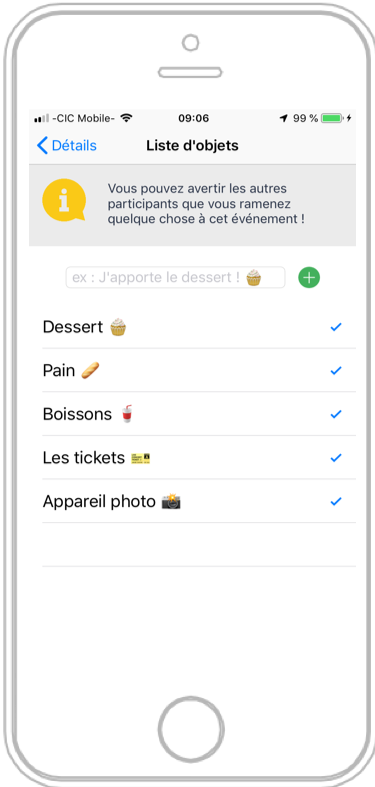 -CIC Mobile- 09:06 99 %
Détails Liste d'objets
Vous pouvez avertir les autres
participants que vous ramenez
quelque chose à cet événement !
ex : J'apporte le dessert ! 🧁
Dessert 🧁
Pain 🥖
Boissons 🥤
Les tickets 🎫
Appareil photo 📸